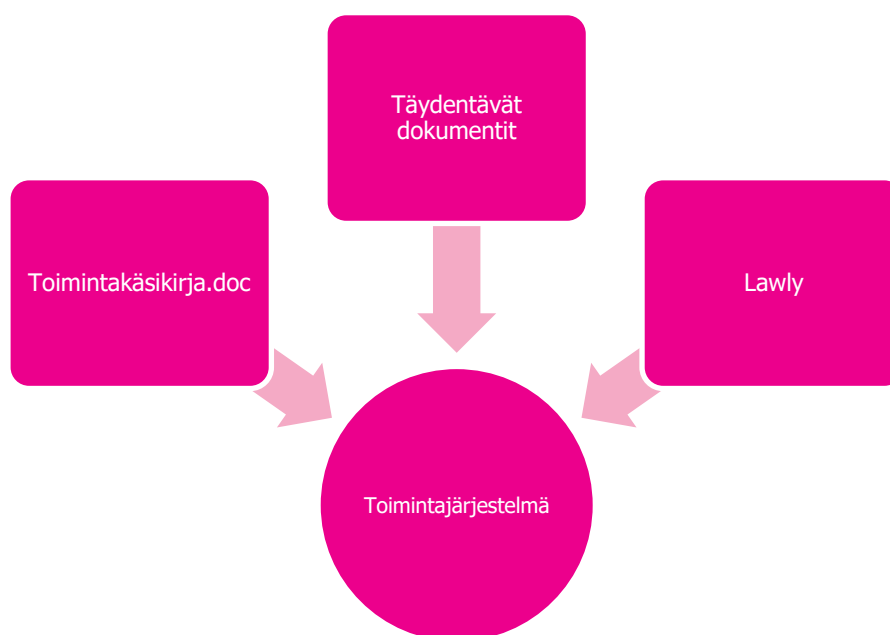 Täydentävät
dokumentit
Toimintakäsikirja.doc
Lawly
Toimintajärjestelmä